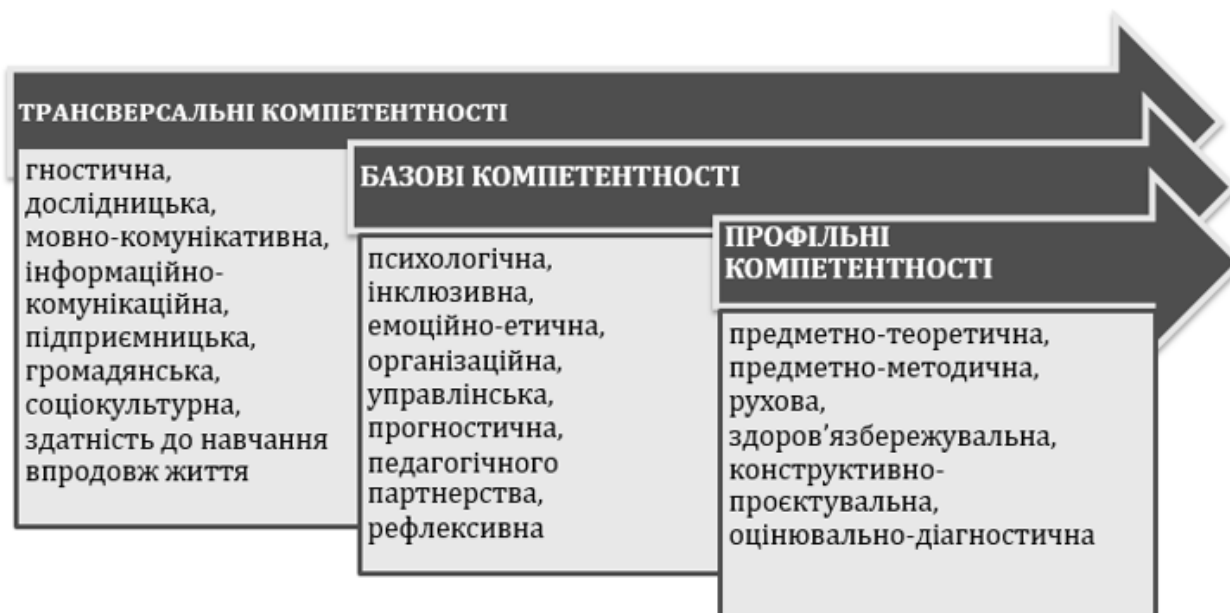 ТРАНСВЕРСАЛЬНІ КОМПЕТЕНТНОСТІ
гностична,
дослідницька,
мовно-комунікативна,
інформаційно-
комунікаційна,
підприємницька,
громадянська,
соціокультурна,
здатність до навчання
впродовж життя
БАЗОВІ КОМПЕТЕНТНОСТІ
психологічна,
інклюзивна,
емоційно-етична,
організаційна,
управлінська,
прогностична,
педагогічного
партнерства,
рефлексивна
ПРОФІЛЬНІ
КОМПЕТЕНТНОСТІ
предметно-теоретична,
предметно-методична,
рухова,
здоров’язбережувальна,
конструктивно-
проєктувальна,
оцінювально-діагностична